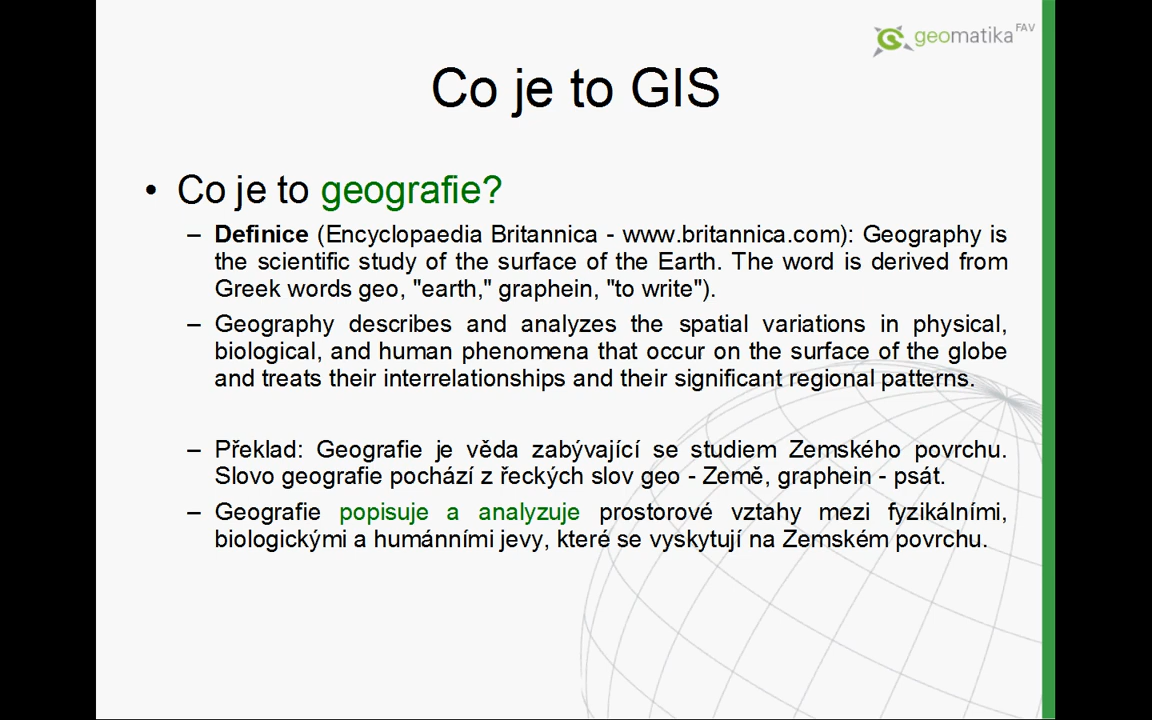 geomatika FAV
Co je to GIS
• Co je to geografie?
– Definice (Encyclopaedia Britannica - www.britannica.com): Geography is
the scientific study of the surface of the Earth. The word is derived from
Greek words geo, "earth," graphein, "to write").
– Geography describes and analyzes the spatial variations in physical,
biological, and human phenomena that occur on the surface of the globe
and treats their interrelationships and their significant regional patterns.
– Překlad: Geografie je věda zabývající se studiem Zemského povrchu.
Slovo geografie pochází z řeckých slov geo - Země, graphein - psát.
– Geografie popisuje a analyzuje prostorové vztahy mezi fyzikálními,
biologickými a humánními jevy, které se vyskytují na Zemském povrchu.